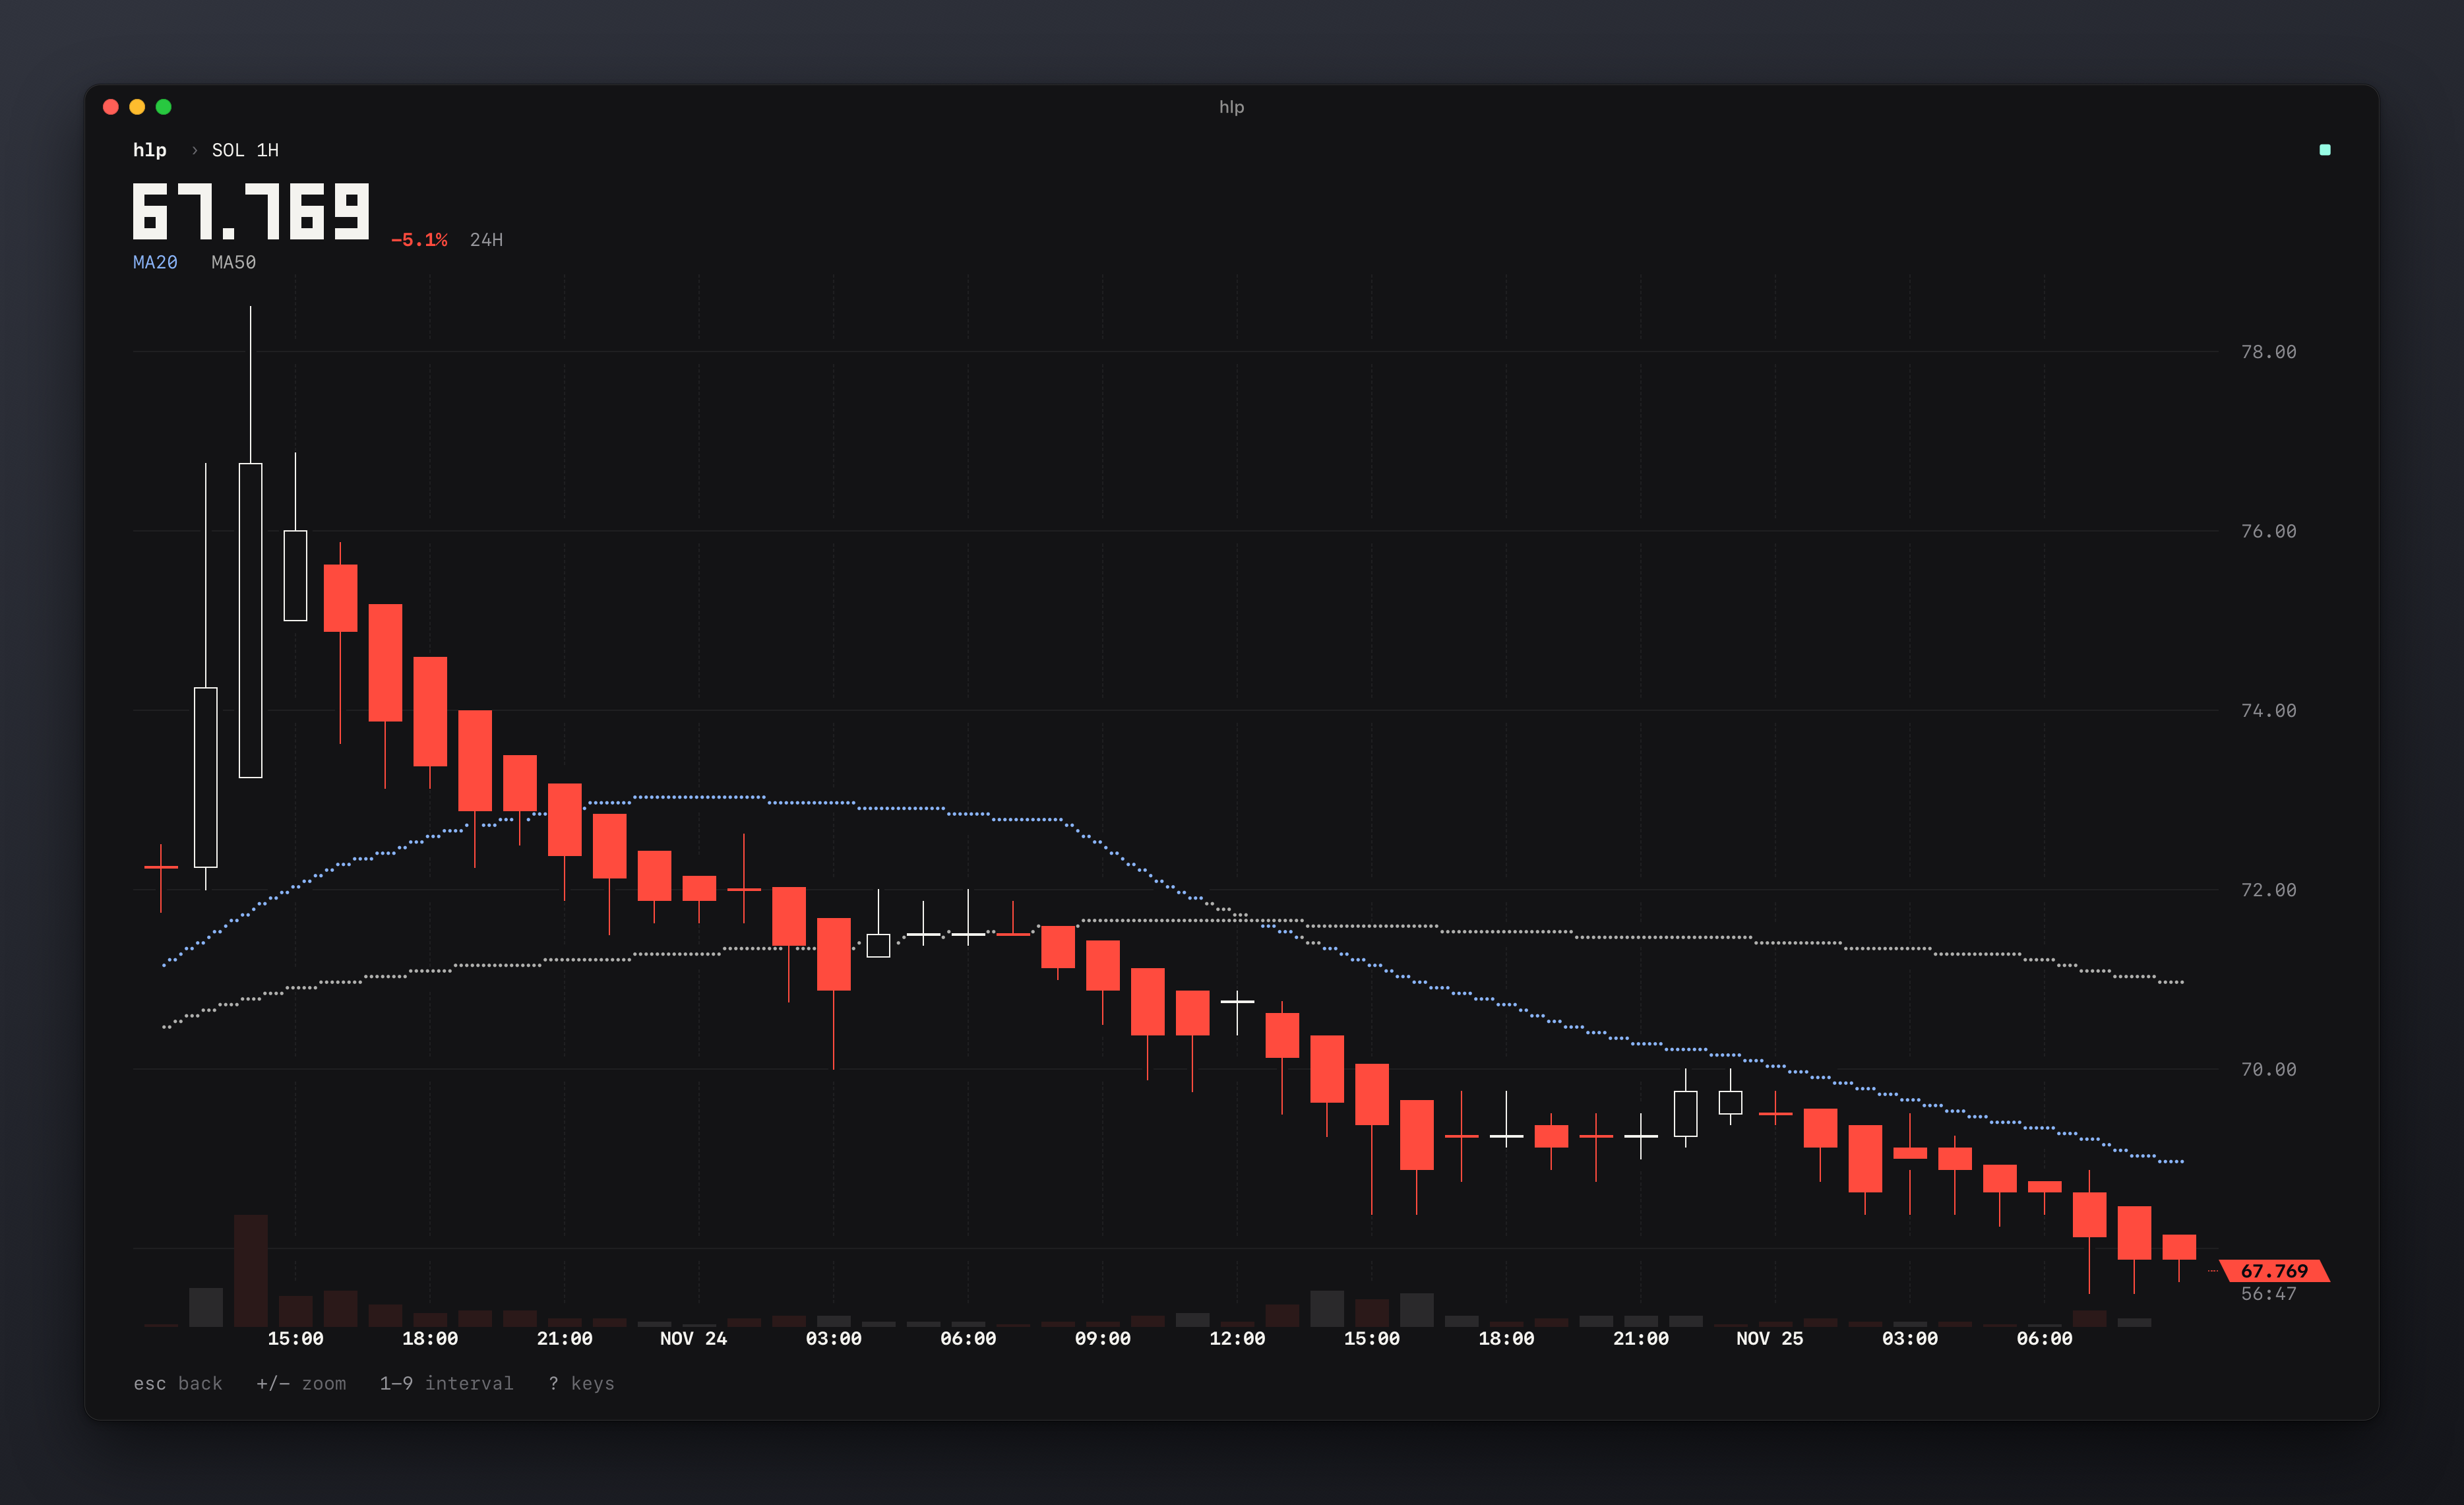 hlp
hlp › SOL 1H
67.769 −5.1% 24H
MA20 MA50
78.00
76.00
74.00
72.00
70.00
67.769
56:47
15:00 18:00 21:00 NOV 24 03:00 06:00 09:00 12:00 15:00 18:00 21:00 NOV 25 03:00 06:00
esc back +/− zoom 1−9 interval ? keys